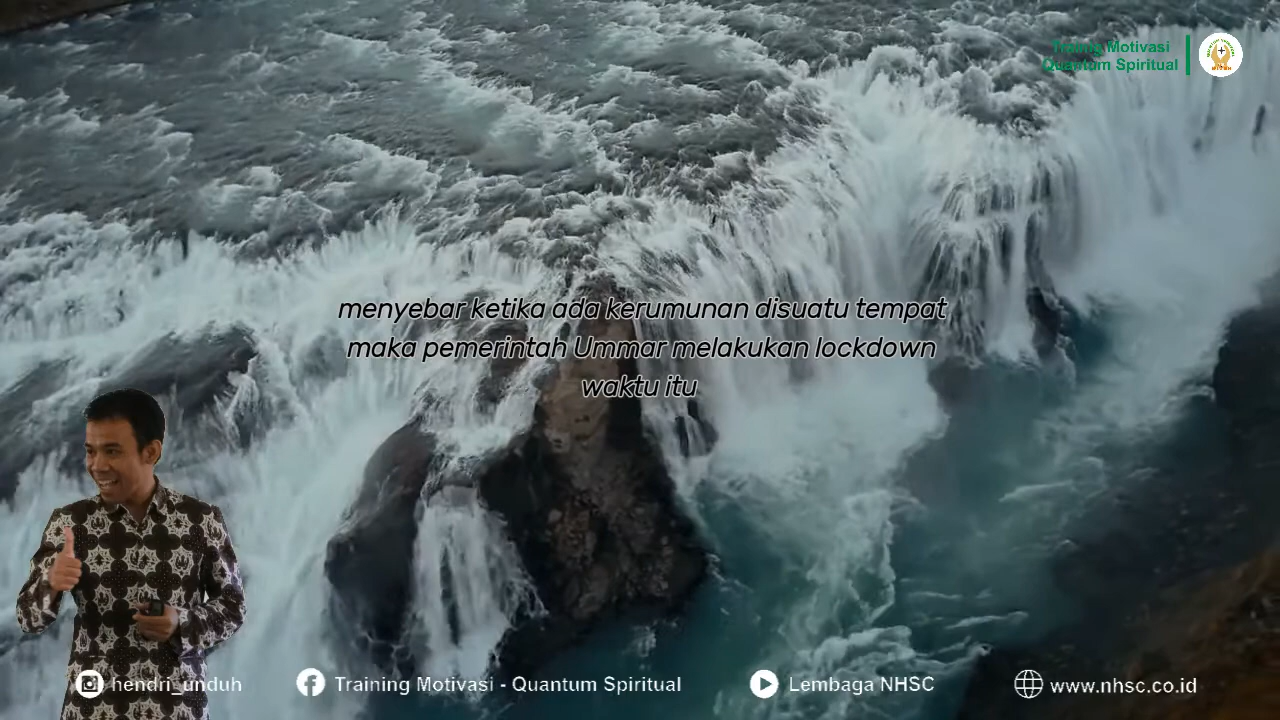 Traiing Motivasi
Quantum Spiritual
menyebar ketika ada kerumunan disuatu tempat
maka pemerintah Ummar melakukan lockdown
waktu itu
hendri_unduh
Training Motivasi - Quantum Spiritual
Lembaga NHSC
www.nhsc.co.id